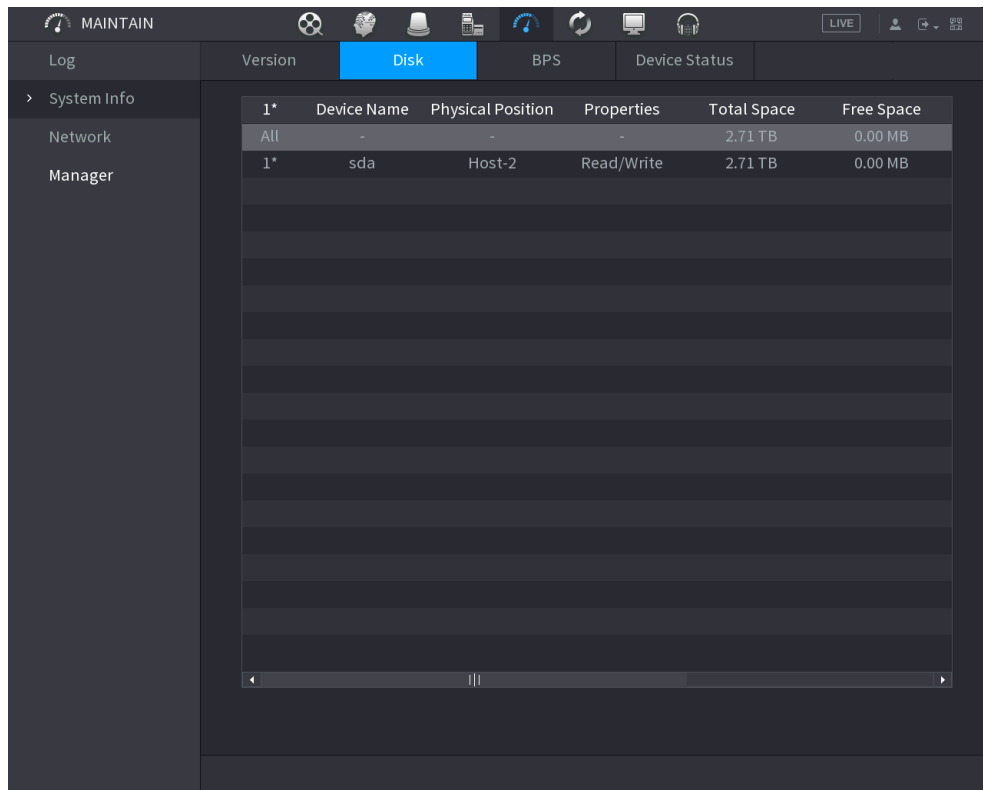 MAINTAIN LIVE
Log
System Info
Network
Manager
Version Disk BPS Device Status
1* Device Name Physical Position Properties Total Space Free Space
All - - - 2.71 TB 0.00 MB
1* sda Host-2 Read/Write 2.71 TB 0.00 MB